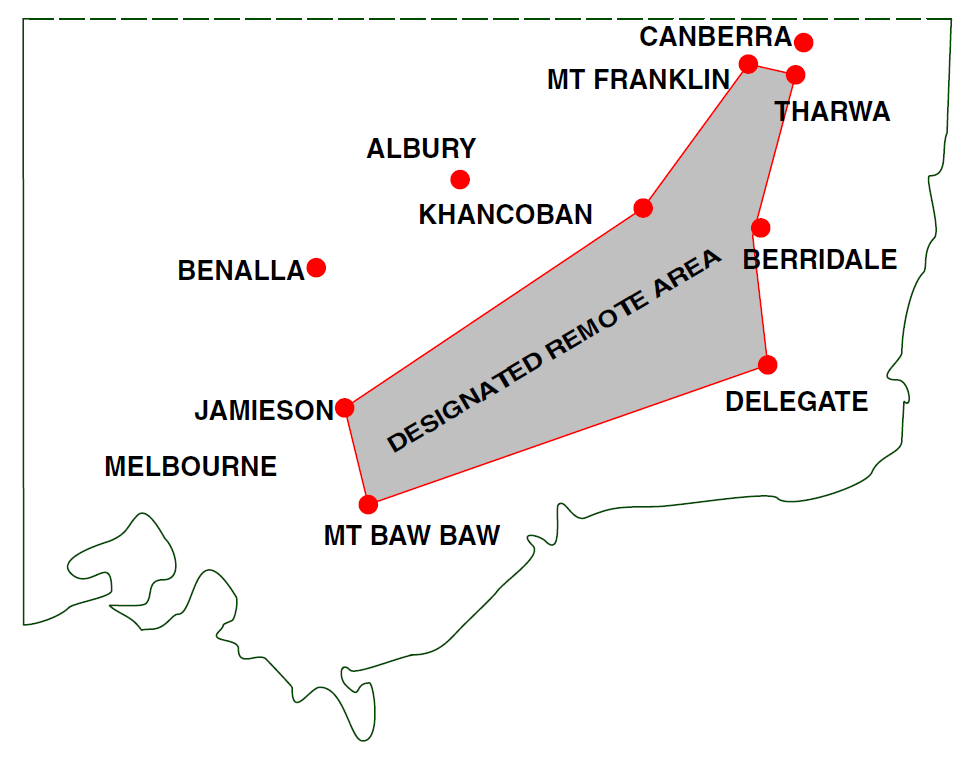 CANBERRA
MT FRANKLIN
THARWA
ALBURY
KHANCOBAN
BERRIDALE
BENALLA
DESIGNATED REMOTE AREA
JAMIESON
DELEGATE
MELBOURNE
MT BAW BAW